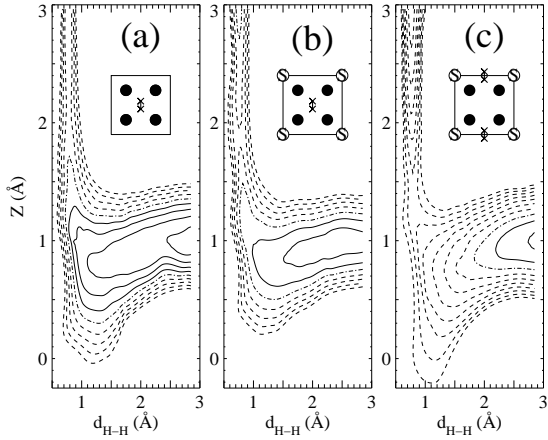 (a) (b) (c)
3
S S S S
2
Z (Å)
S S S S
1
0
1 2 3 1 2 3 1 2 3
d_H−H (Å) d_H−H (Å) d_H−H (Å)